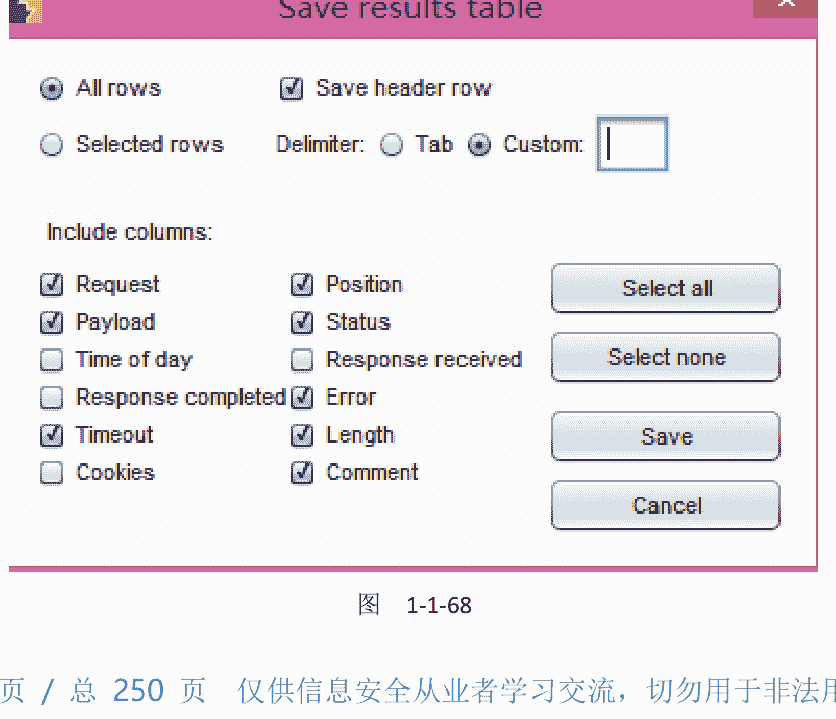 Save results table
All rows Save header row
Selected rows Delimiter: Tab Custom:
Include columns:
Request Position Select all
Payload Status
Time of day Response received Select none
Response completed Error
Timeout Length Save
Cookies Comment
Cancel
图 1-1-68
页 / 总 250 页 仅供信息安全从业者学习交流，切勿用于非法用